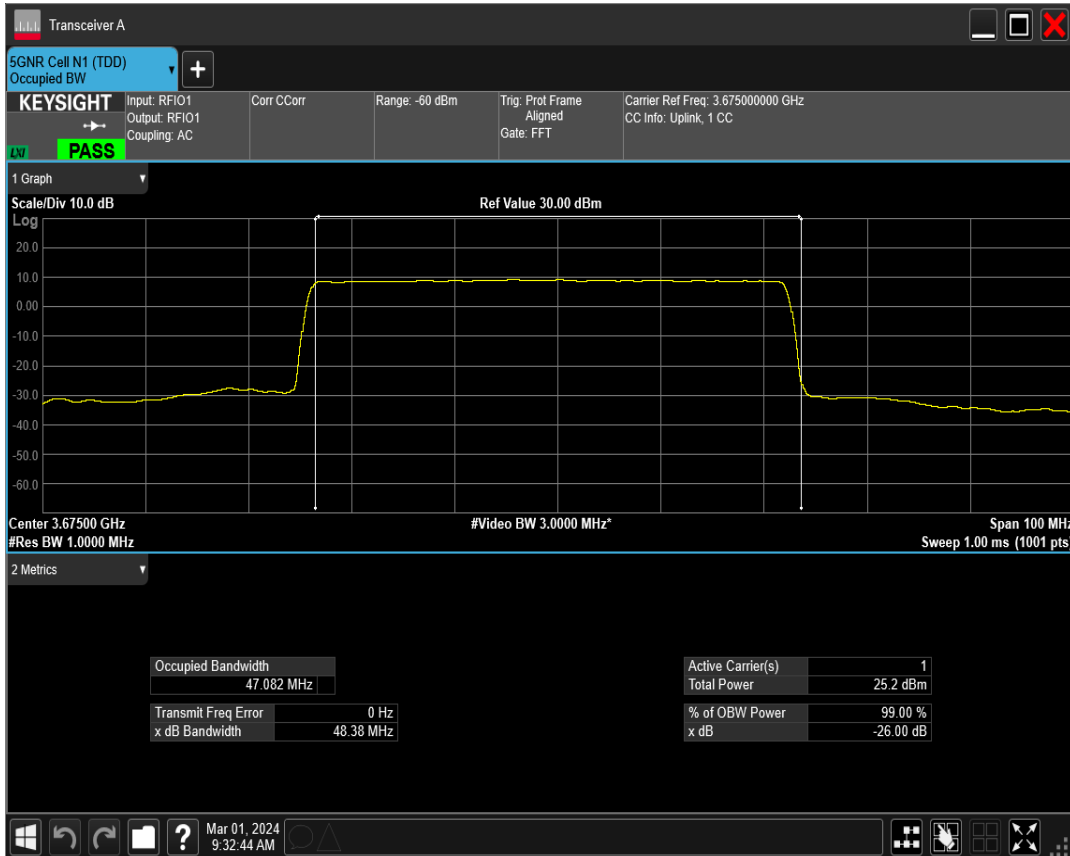 Transceiver A
5GNR Cell N1 (TDD)
Occupied BW
+
KEYSIGHT
Input: RFIO1
Output: RFIO1
Coupling: AC
Corr CCorr
Range: -60 dBm
Trig: Prot Frame
Aligned
Gate: FFT
Carrier Ref Freq: 3.675000000 GHz
CC Info: Uplink, 1 CC
LXI
PASS
1 Graph
Scale/Div 10.0 dB
Ref Value 30.00 dBm
Log
20.0
10.0
0.00
-10.0
-20.0
-30.0
-40.0
-50.0
-60.0
Center 3.67500 GHz
#Video BW 3.0000 MHz*
Span 100 MHz
#Res BW 1.0000 MHz
Sweep 1.00 ms (1001 pts)
2 Metrics
Occupied Bandwidth
47.082 MHz
Transmit Freq Error 0 Hz
x dB Bandwidth 48.38 MHz
Active Carrier(s) 1
Total Power 25.2 dBm
% of OBW Power 99.00 %
x dB -26.00 dB
?
Mar 01, 2024
9:32:44 AM